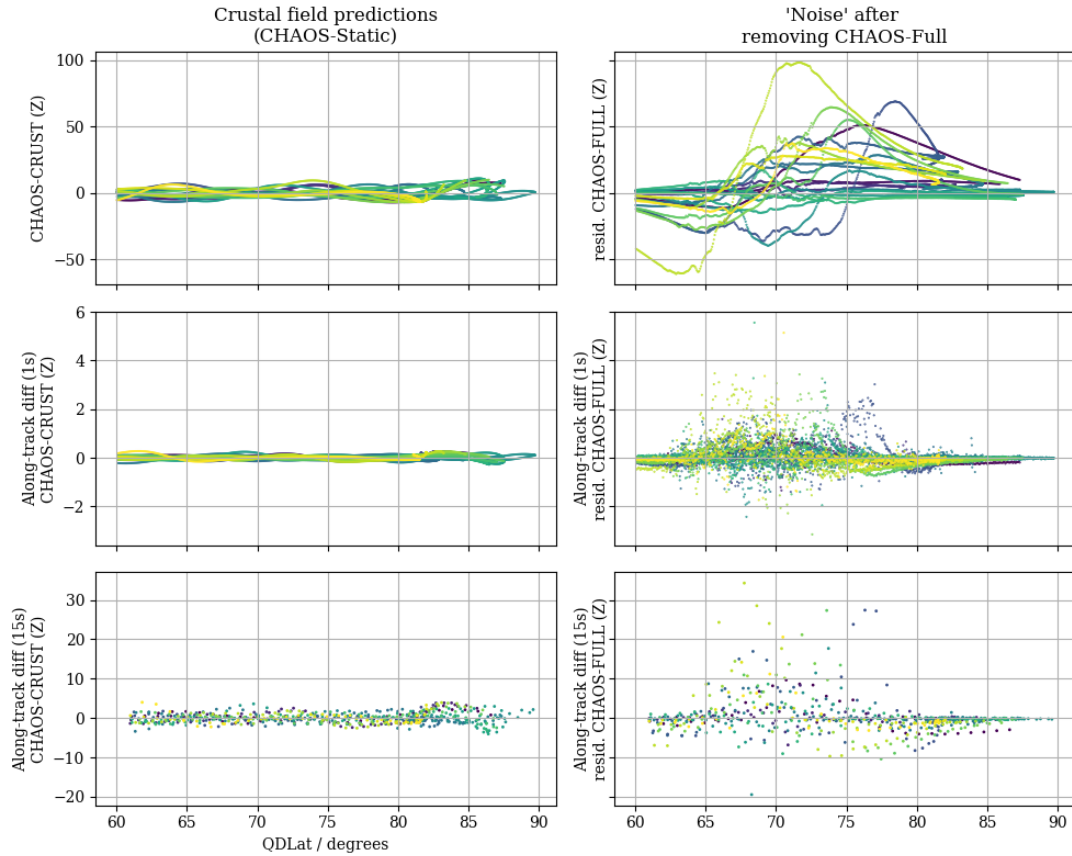 Crustal field predictions
(CHAOS-Static)
'Noise' after
removing CHAOS-Full
CHAOS-CRUST (Z)
100
50
0
−50
resid. CHAOS-FULL (Z)
Along-track diff (1s)
CHAOS-CRUST (Z)
6
4
2
0
−2
Along-track diff (1s)
resid. CHAOS-FULL (Z)
Along-track diff (15s)
CHAOS-CRUST (Z)
30
20
10
0
−10
−20
Along-track diff (15s)
resid. CHAOS-FULL (Z)
60 65 70 75 80 85 90
60 65 70 75 80 85 90
QDLat / degrees